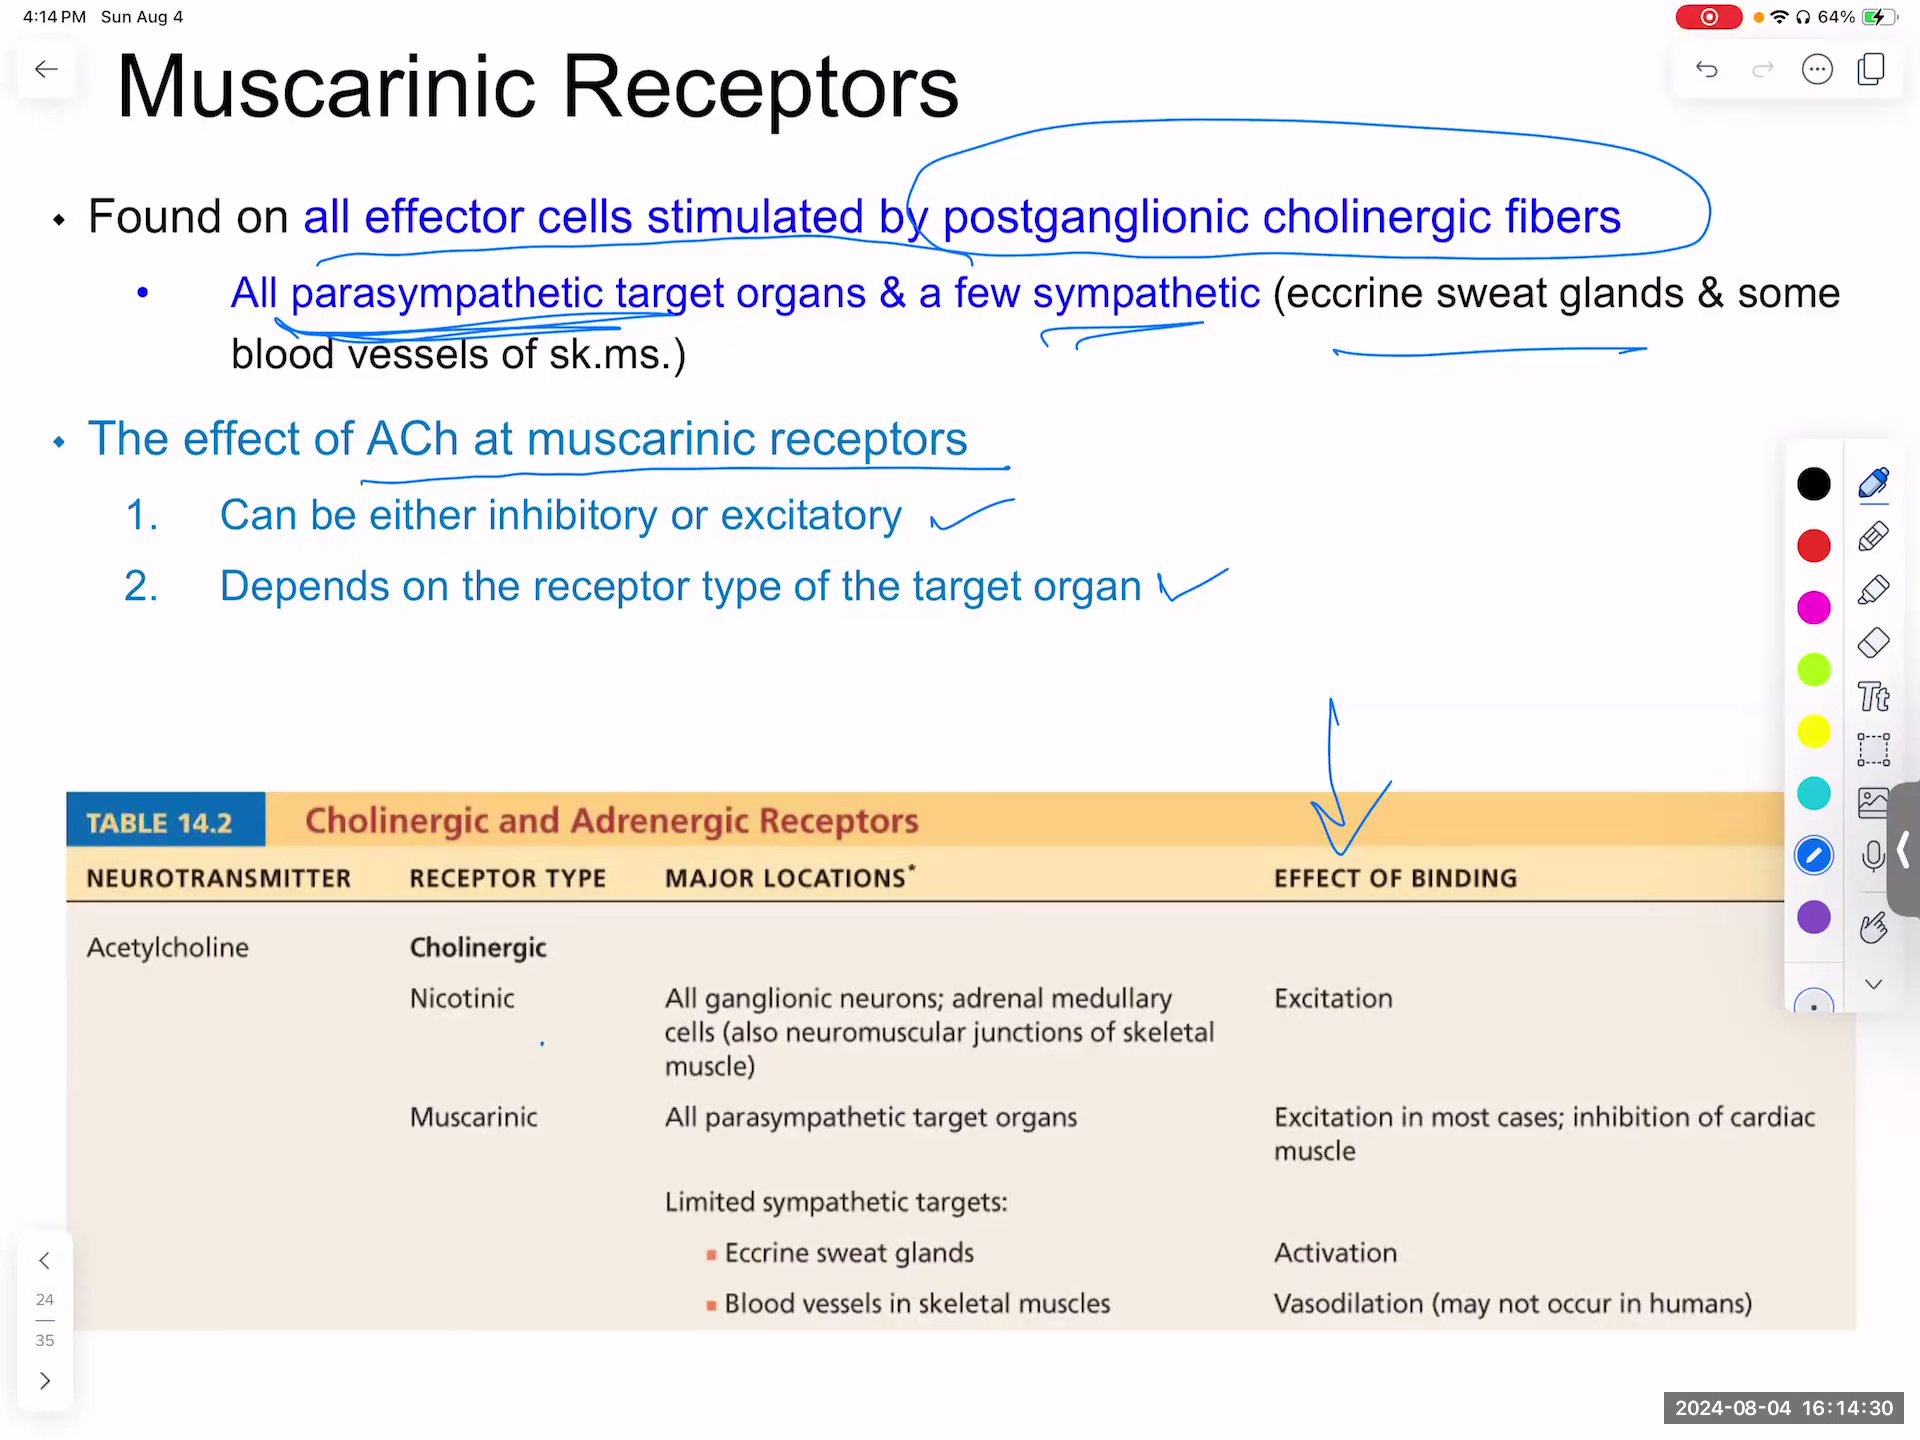 4:14 PM Sun Aug 4
64%
Muscarinic Receptors
• Found on all effector cells stimulated by postganglionic cholinergic fibers
• All parasympathetic target organs & a few sympathetic (eccrine sweat glands & some
blood vessels of sk.ms.)
• The effect of ACh at muscarinic receptors
1. Can be either inhibitory or excitatory
2. Depends on the receptor type of the target organ
Tt
TABLE 14.2 Cholinergic and Adrenergic Receptors
NEUROTRANSMITTER RECEPTOR TYPE MAJOR LOCATIONS* EFFECT OF BINDING
Acetylcholine Cholinergic
Nicotinic All ganglionic neurons; adrenal medullary Excitation
cells (also neuromuscular junctions of skeletal
muscle)
Muscarinic All parasympathetic target organs Excitation in most cases; inhibition of cardiac
muscle
Limited sympathetic targets:
■ Eccrine sweat glands Activation
■ Blood vessels in skeletal muscles Vasodilation (may not occur in humans)
24
35
2024-08-04 16:14:30